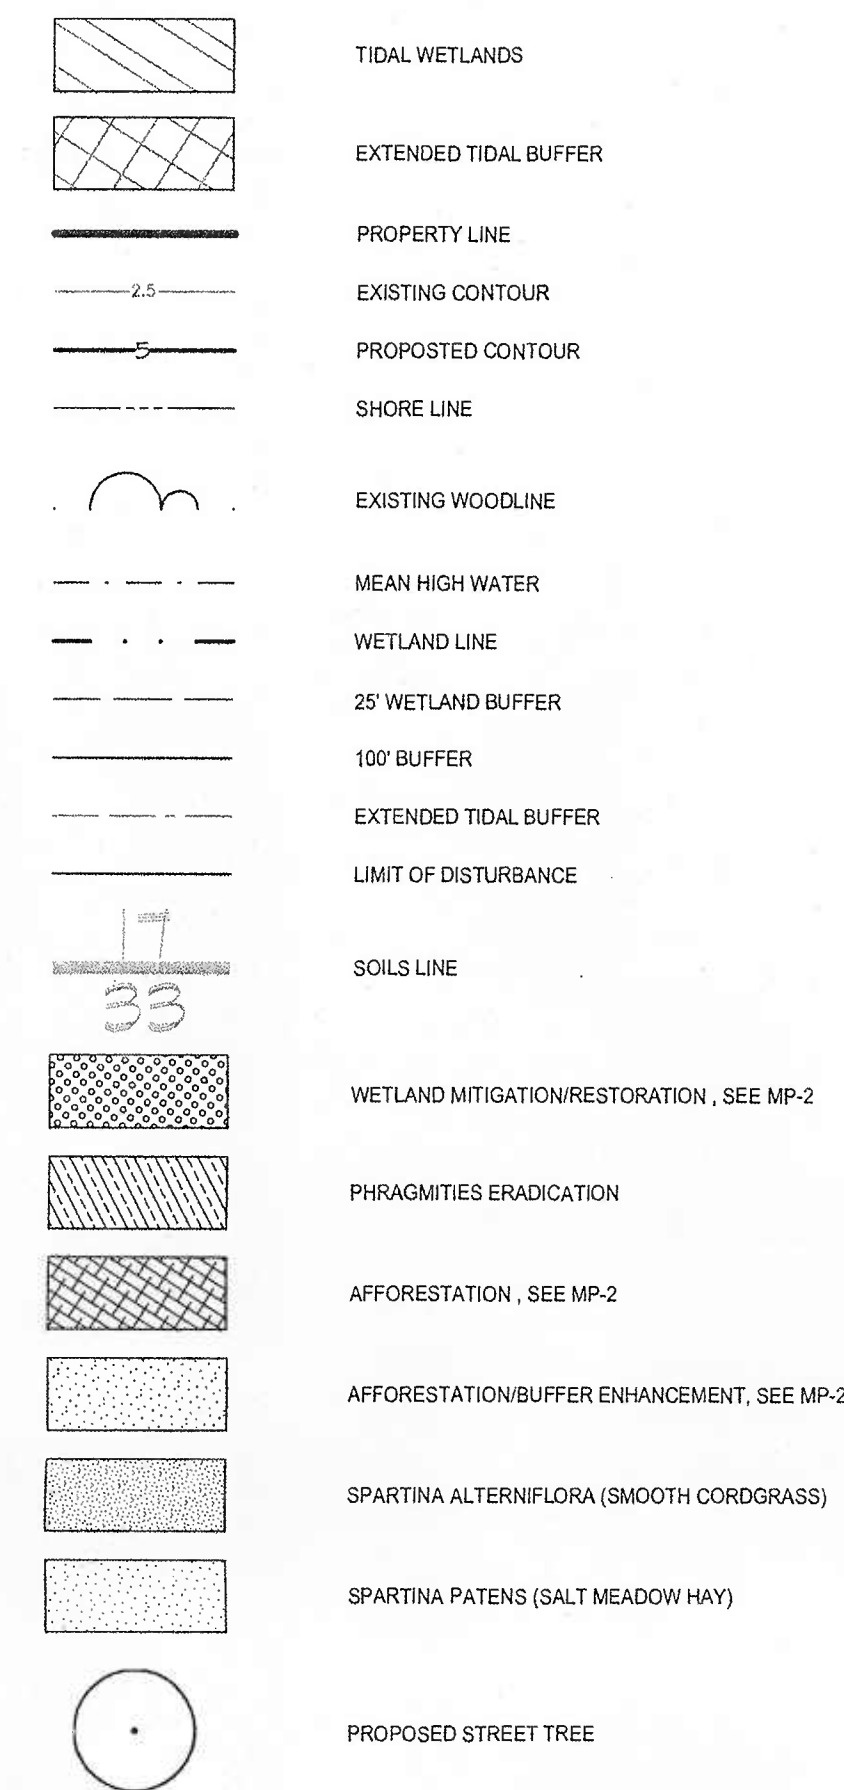 TIDAL WETLANDS
EXTENDED TIDAL BUFFER
PROPERTY LINE
2.5 EXISTING CONTOUR
5 PROPOSTED CONTOUR
SHORE LINE
EXISTING WOODLINE
MEAN HIGH WATER
WETLAND LINE
25' WETLAND BUFFER
100' BUFFER
EXTENDED TIDAL BUFFER
LIMIT OF DISTURBANCE
17
SOILS LINE
33
WETLAND MITIGATION/RESTORATION , SEE MP-2
PHRAGMITIES ERADICATION
AFFORESTATION , SEE MP-2
AFFORESTATION/BUFFER ENHANCEMENT, SEE MP-2
SPARTINA ALTERNIFLORA (SMOOTH CORDGRASS)
SPARTINA PATENS (SALT MEADOW HAY)
PROPOSED STREET TREE